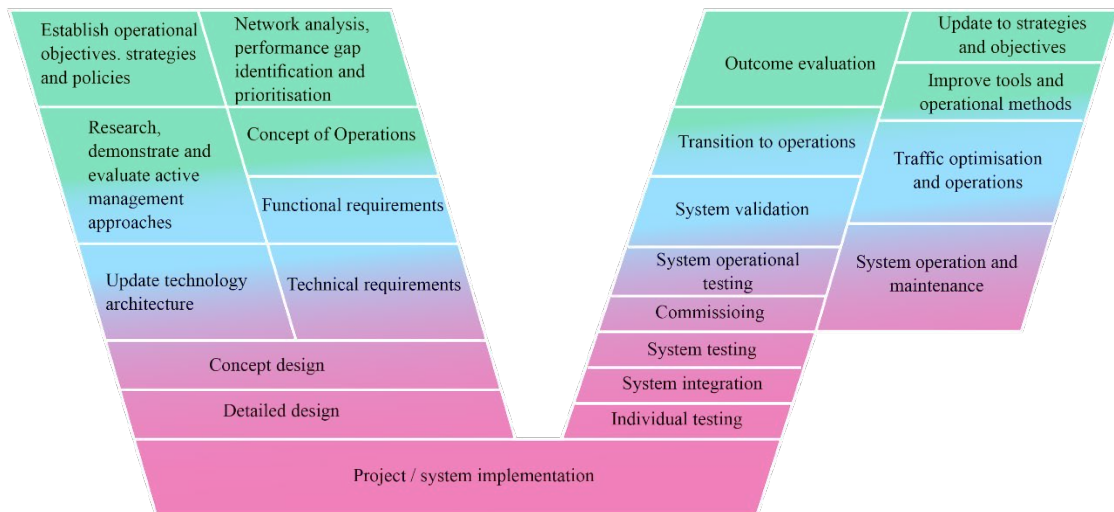 Establish operational
objectives. strategies
and policies
Network analysis,
performance gap
identification and
prioritisation
Research,
demonstrate and
evaluate active
management
approaches
Concept of Operations
Functional requirements
Update technology
architecture
Technical requirements
Concept design
Detailed design
Project / system implementation
Outcome evaluation
Transition to operations
System validation
System operational
testing
Commissioing
System testing
System integration
Individual testing
Update to strategies
and objectives
Improve tools and
operational methods
Traffic optimisation
and operations
System operation and
maintenance